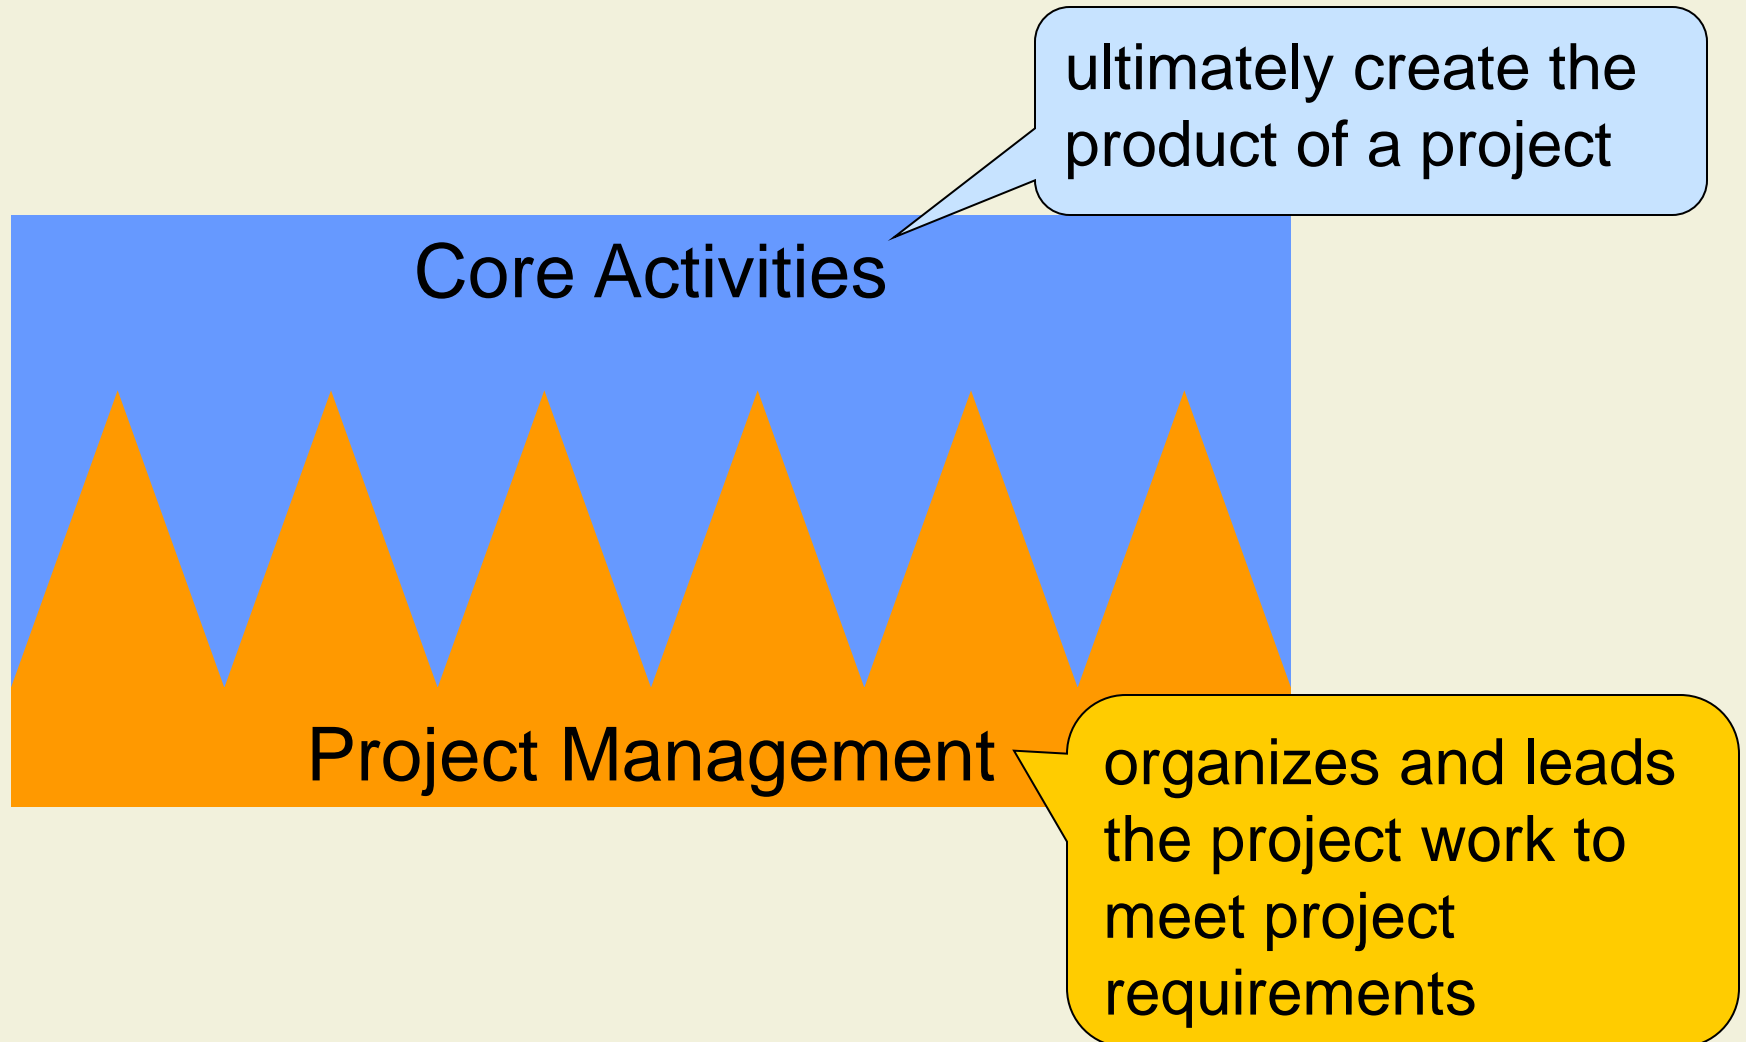 ultimately create the
product of a project
Core Activities
Project Management
organizes and leads
the project work to
meet project
requirements